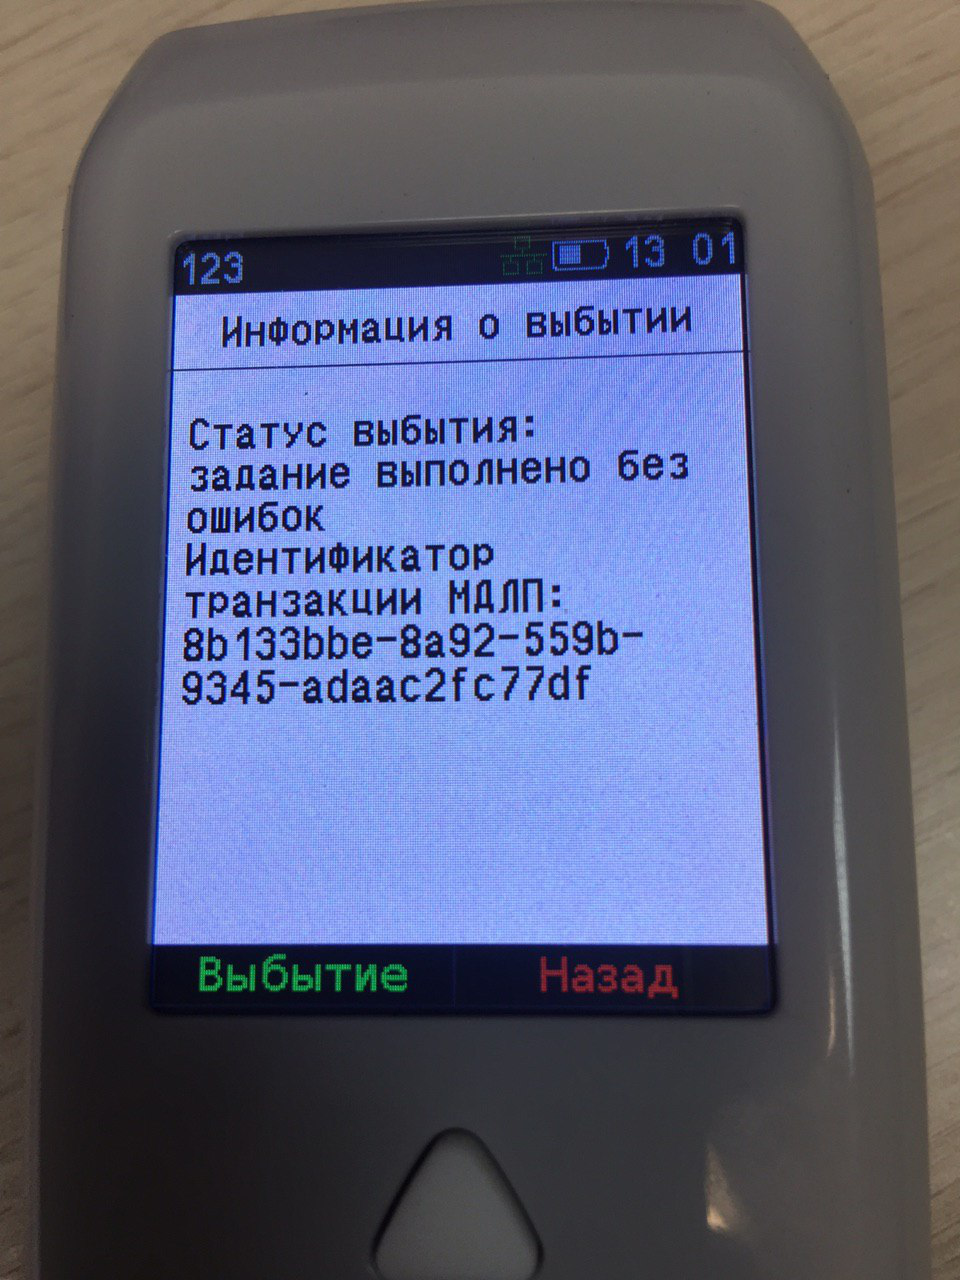 123 13 01
Информация о выбытии
Статус выбытия:
задание выполнено без
ошибок
Идентификатор
транзакции МДЛП:
8b133bbe-8a92-559b-
9345-adaac2fc77df
Выбытие Назад